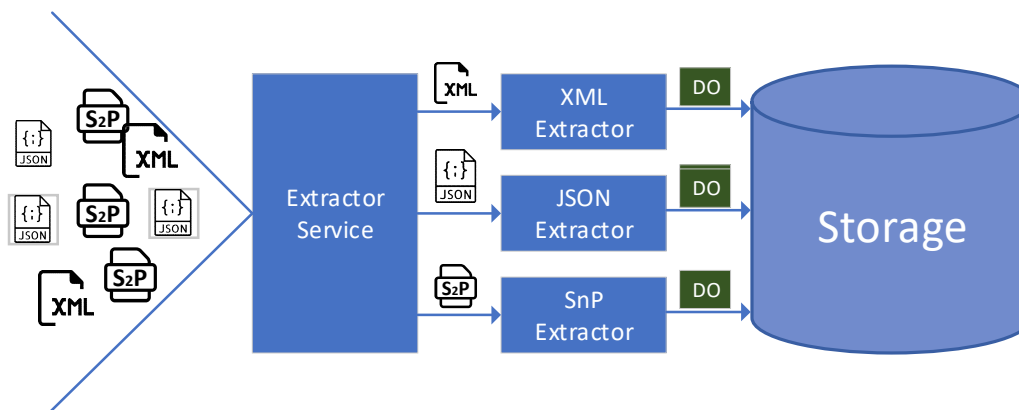 S2P
XML
{;}
JSON
{;}
JSON
S2P
{;}
JSON
XML
S2P
Extractor
Service
XML
{;}
JSON
S2P
XML
Extractor
JSON
Extractor
SnP
Extractor
DO
DO
DO
Storage